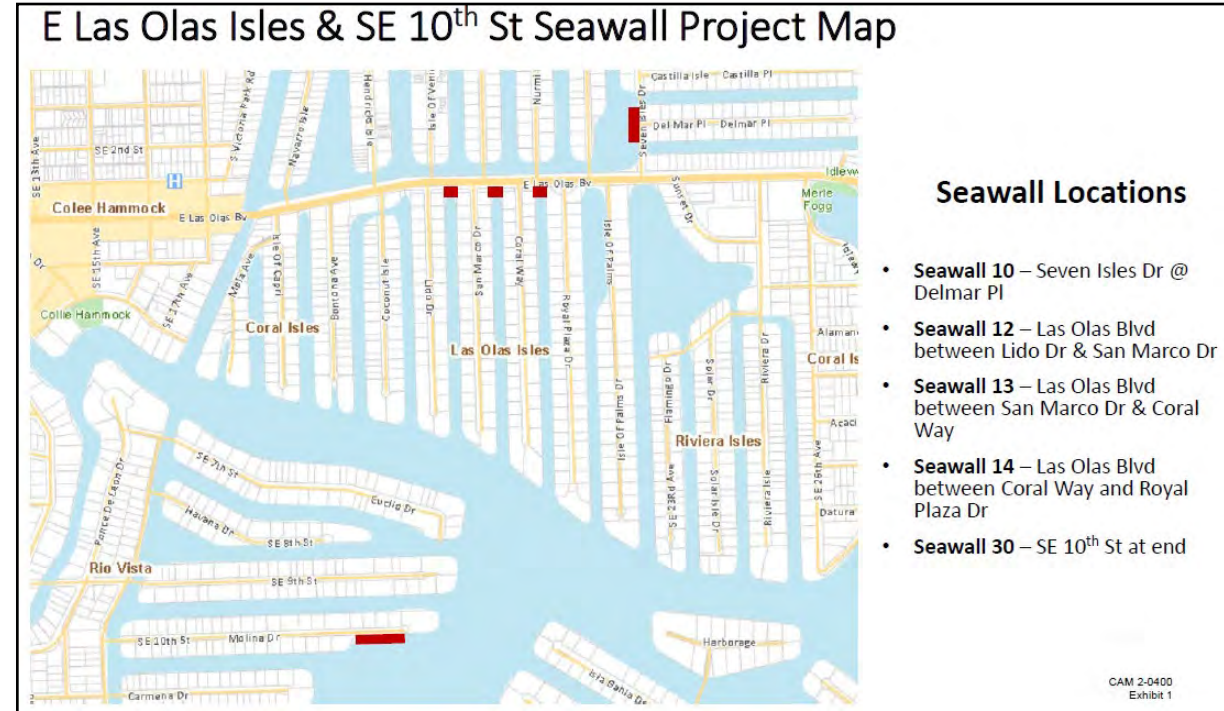 E Las Olas Isles & SE 10th St Seawall Project Map
Castilla Isle
Castilla Pl
SE 13th Ave
S Victoria Park Rd
Navarro Isle
Hendricks Isle
Nurmi
Seven Isles Dr
Del Mar Pl
Delmar Pl
SE 2nd St
H
E Las Olas Bv
Merle
Fogg
Colee Hammock
E Las Olas Bv
Sunset Dr
SE 15th Ave
SE 17th Ave
Mola Ave
Isle Of Capri
Bontona Ave
Coconut Isle
Lido Dr
San Marco Dr
Coral Way
Royal Plaza Dr
Isle Of Palms
Isle Of Palms Dr
Collie Hammock
Coral Isles
Las Olas Isles
Flamingo Dr
Solar Dr
Riviera Dr
Coral Is
Riviera Isles
SE 23Rd Ave
Solar Isle Dr
Riviera Isle
SE 26th Ave
Acaci
Datura
Ponce De Leon Dr
SE 7th St
Euclid Dr
Havana Dr
SE 8th St
Rio Vista
SE 9th St
SE 10th St
Molina Dr
Harborage
Isla Bahia Dr
Carmena Dr
Seawall Locations
• Seawall 10 – Seven Isles Dr @
Delmar Pl
• Seawall 12 – Las Olas Blvd
between Lido Dr & San Marco Dr
• Seawall 13 – Las Olas Blvd
between San Marco Dr & Coral
Way
• Seawall 14 – Las Olas Blvd
between Coral Way and Royal
Plaza Dr
• Seawall 30 – SE 10th St at end
CAM 2-0400
Exhibit 1